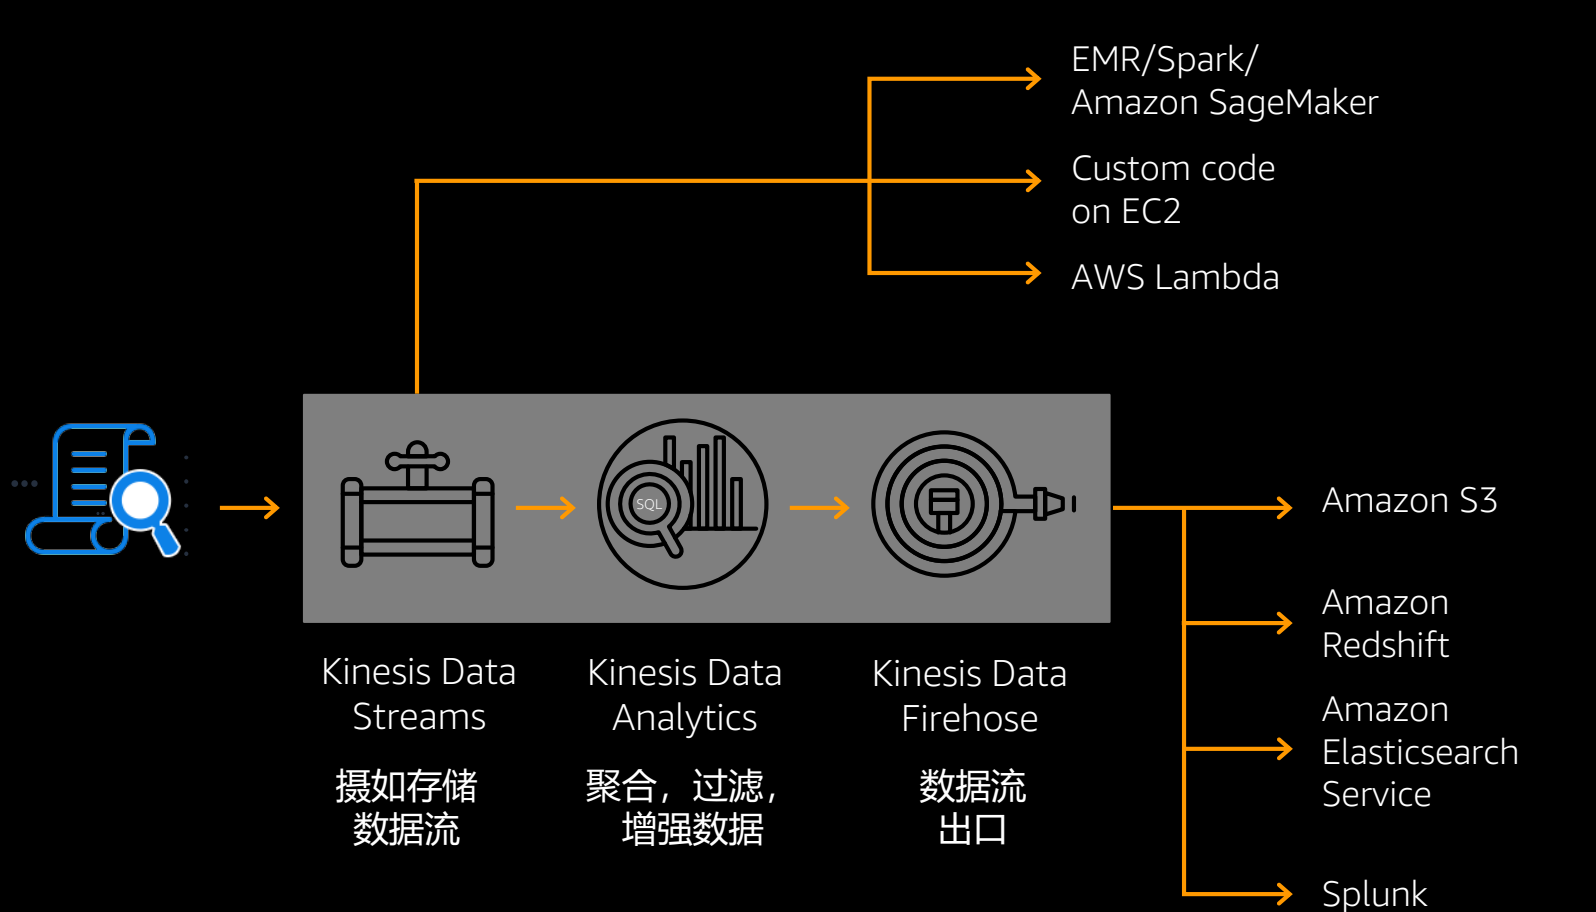 EMR/Spark/
Amazon SageMaker
Custom code
on EC2
AWS Lambda
SQL
Kinesis Data
Streams
摄如存储
数据流
Kinesis Data
Analytics
聚合，过滤，
增强数据
Kinesis Data
Firehose
数据流
出口
Amazon S3
Amazon
Redshift
Amazon
Elasticsearch
Service
Splunk